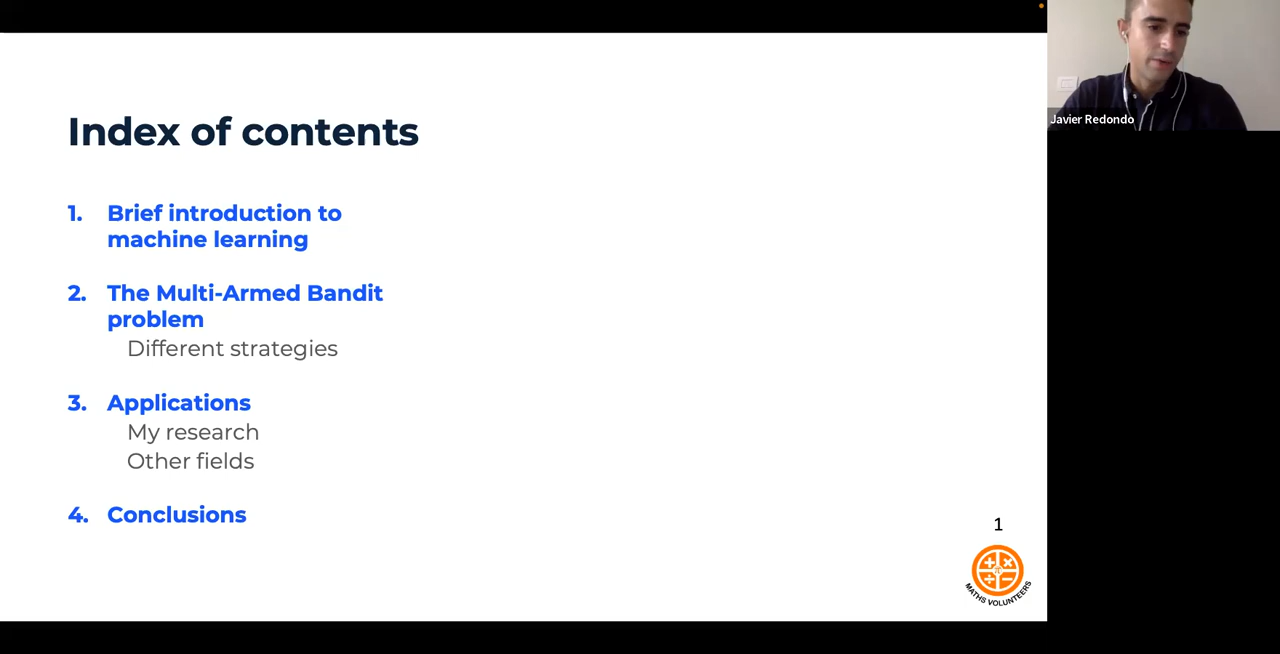 Index of contents
1. Brief introduction to
machine learning
2. The Multi-Armed Bandit
problem
Different strategies
3. Applications
My research
Other fields
4. Conclusions
1
MATHS VOLUNTEERS
Javier Redondo